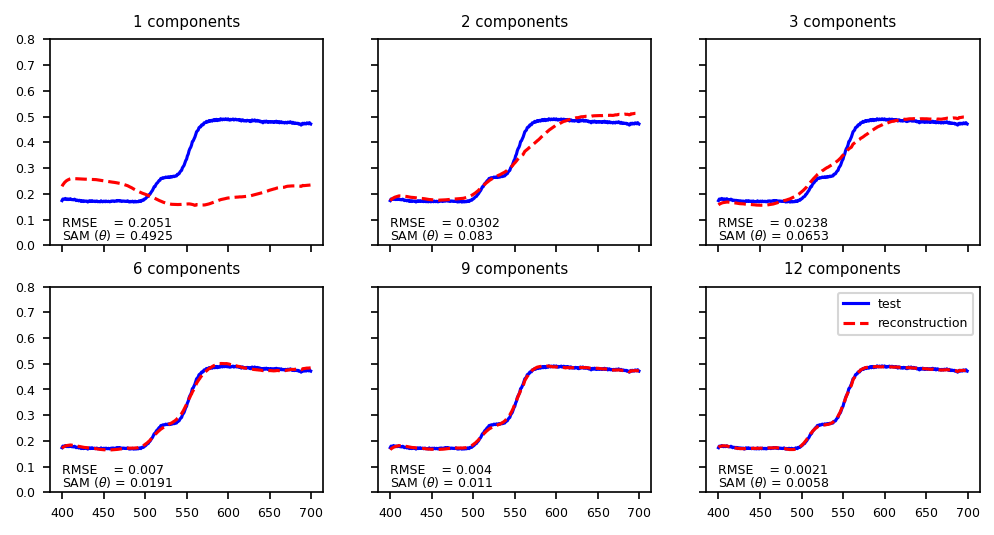 1 components
2 components
3 components
0.8
0.7
0.6
0.5
0.4
0.3
0.2
0.1
0.0
RMSE = 0.2051
SAM (θ) = 0.4925
RMSE = 0.0302
SAM (θ) = 0.083
RMSE = 0.0238
SAM (θ) = 0.0653
6 components
9 components
12 components
0.8
0.7
0.6
0.5
0.4
0.3
0.2
0.1
0.0
test
reconstruction
RMSE = 0.007
SAM (θ) = 0.0191
RMSE = 0.004
SAM (θ) = 0.011
RMSE = 0.0021
SAM (θ) = 0.0058
400 450 500 550 600 650 700
400 450 500 550 600 650 700
400 450 500 550 600 650 700